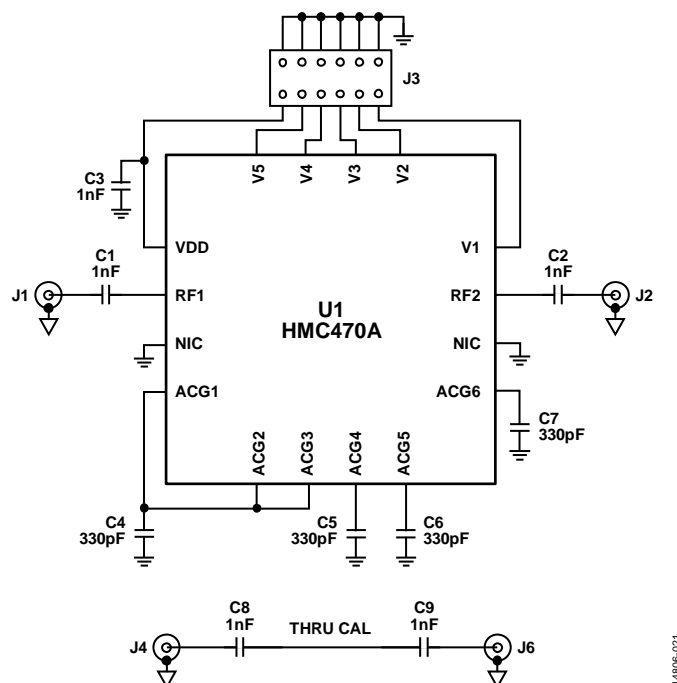 J3
V5
V4
V3
V2
C3
1nF
VDD
V1
C1
1nF
C2
1nF
J1
RF1
RF2
J2
U1
HMC470A
NIC
NIC
ACG1
ACG6
C7
330pF
ACG2
ACG3
ACG4
ACG5
C4
330pF
C5
330pF
C6
330pF
C8
1nF
THRU CAL
C9
1nF
J4
J6
14806-021